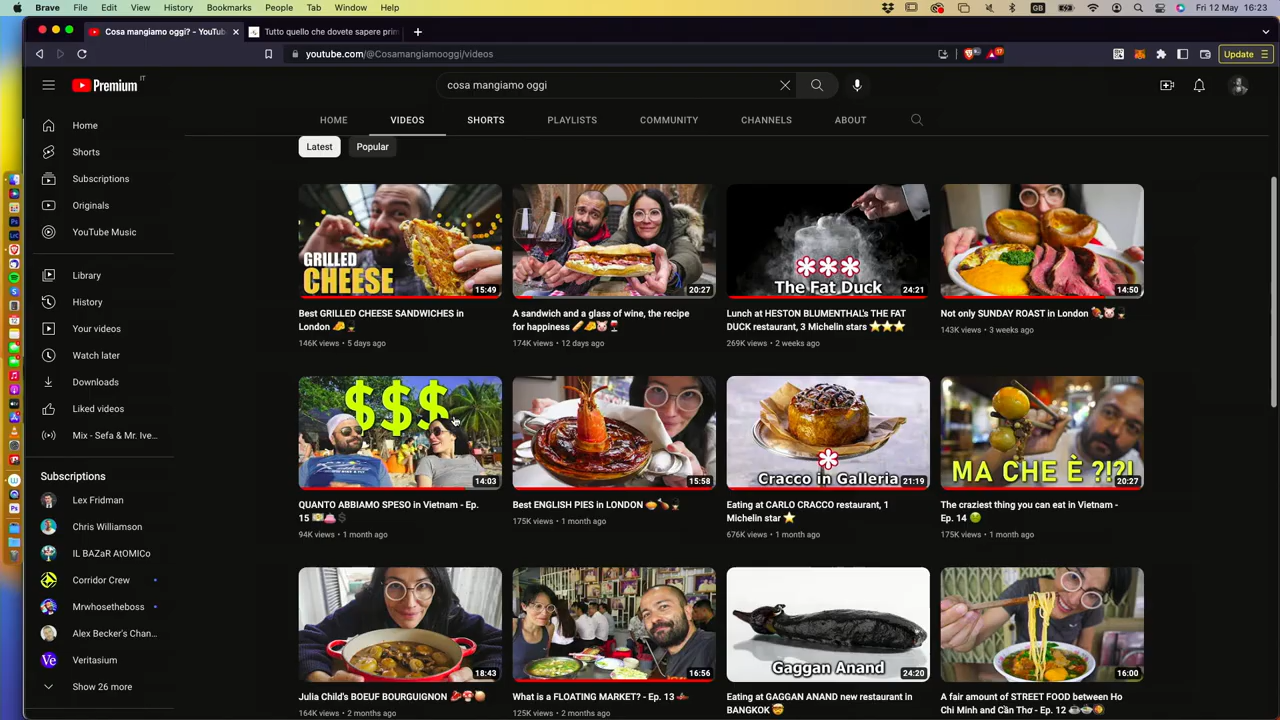 Brave File Edit View History Bookmarks People Tab Window Help
GB Fri 12 May 16:23
Cosa mangiamo oggi? - YouTu
Tutto quello che dovete sapere prim
youtube.com/@Cosamangiamooggi/videos
17
Update
Premium IT
cosa mangiamo oggi
HOME VIDEOS SHORTS PLAYLISTS COMMUNITY CHANNELS ABOUT
Latest Popular
Home
Shorts
Subscriptions
Originals
YouTube Music
Library
History
Your videos
Watch later
Downloads
Liked videos
Mix - Sefa & Mr. Ive...
Subscriptions
Lex Fridman
Chris Williamson
IL BAZaR AtOMICo
Corridor Crew
Mrwhosetheboss
Alex Becker's Chan...
Veritasium
Show 26 more
GRILLED
CHEESE
15:49
Best GRILLED CHEESE SANDWICHES in
London 🧀💂
146K views • 5 days ago
20:27
A sandwich and a glass of wine, the recipe
for happiness 🥖🧀🐷🍷
174K views • 12 days ago
***
The Fat Duck
24:21
Lunch at HESTON BLUMENTHAL's THE FAT
DUCK restaurant, 3 Michelin stars ⭐⭐⭐
269K views • 2 weeks ago
14:50
Not only SUNDAY ROAST in London 🍖🐷💂
143K views • 3 weeks ago
$$$
14:03
QUANTO ABBIAMO SPESO in Vietnam - Ep.
15 💵💸💲
94K views • 1 month ago
15:58
Best ENGLISH PIES in LONDON 🥧🍗💂
175K views • 1 month ago
*
Cracco in Galleria
21:19
Eating at CARLO CRACCO restaurant, 1
Michelin star ⭐
676K views • 1 month ago
MA CHE È ?!?!
20:27
The craziest thing you can eat in Vietnam -
Ep. 14 🤢
175K views • 1 month ago
18:43
Julia Child's BOEUF BOURGUIGNON 🥩🍄🧅
164K views • 2 months ago
16:56
What is a FLOATING MARKET? - Ep. 13 🚣
125K views • 2 months ago
Gaggan Anand
24:20
Eating at GAGGAN ANAND new restaurant in
BANGKOK 🤯
16:00
A fair amount of STREET FOOD between Ho
Chi Minh and Cần Thơ - Ep. 12 🍜🍜🍲